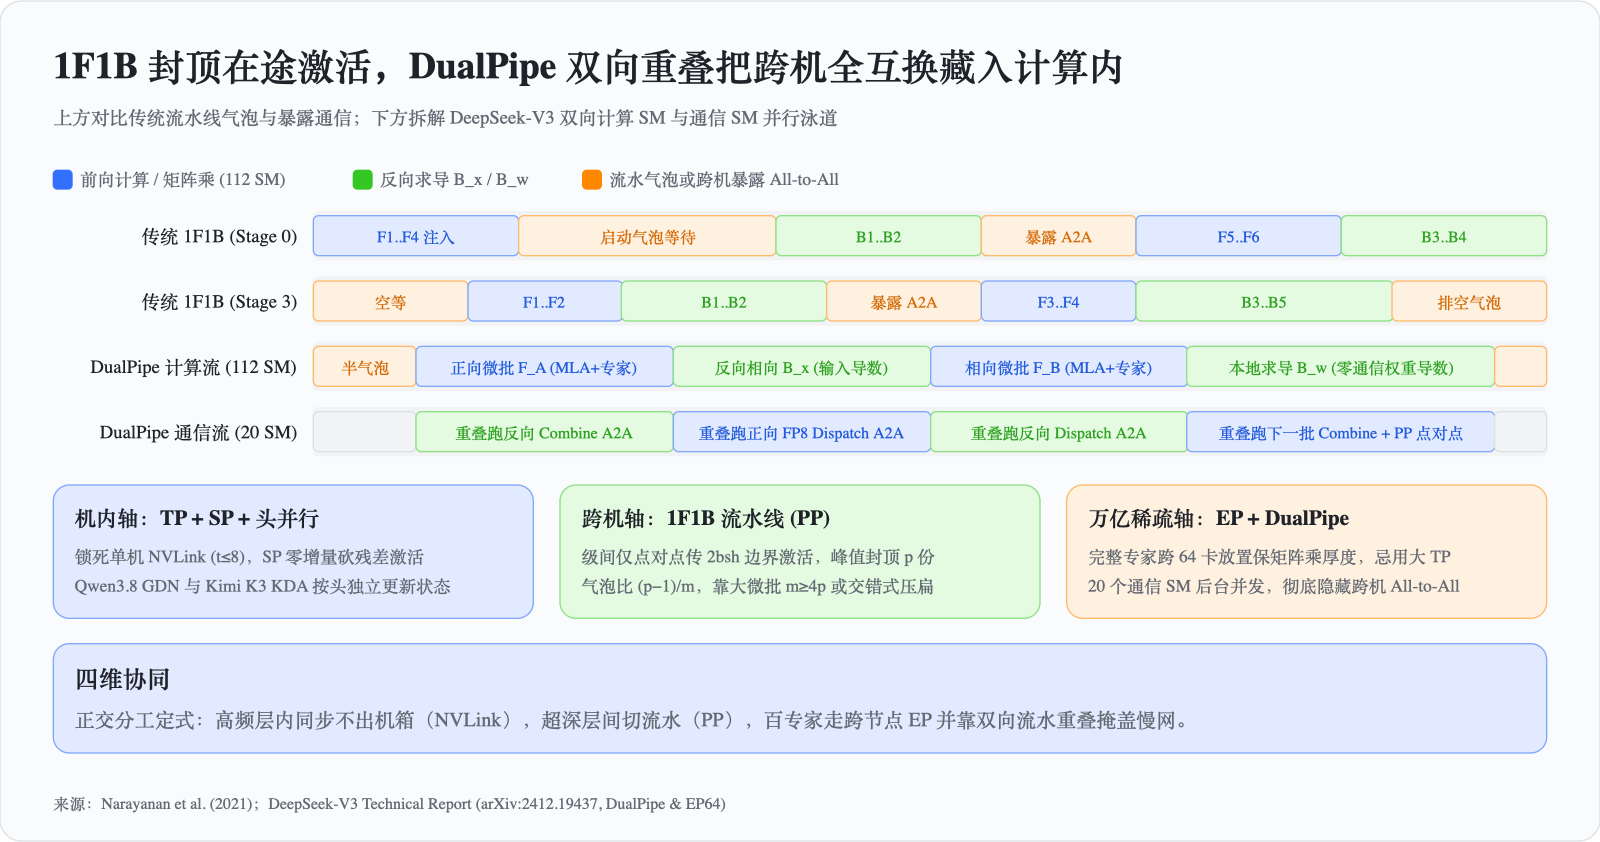 1F1B 封顶在途激活，DualPipe 双向重叠把跨机全互换藏入计算内
上方对比传统流水线气泡与暴露通信；下方拆解 DeepSeek-V3 双向计算 SM 与通信 SM 并行泳道
前向计算 / 矩阵乘 (112 SM)
反向求导 B_x / B_w
流水气泡或跨机暴露 All-to-All
传统 1F1B (Stage 0)
F1..F4 注入
启动气泡等待
B1..B2
暴露 A2A
F5..F6
B3..B4
传统 1F1B (Stage 3)
空等
F1..F2
B1..B2
暴露 A2A
F3..F4
B3..B5
排空气泡
DualPipe 计算流 (112 SM)
半气泡
正向微批 F_A (MLA+专家)
反向相向 B_x (输入导数)
相向微批 F_B (MLA+专家)
本地求导 B_w (零通信权重导数)
DualPipe 通信流 (20 SM)
重叠跑反向 Combine A2A
重叠跑正向 FP8 Dispatch A2A
重叠跑反向 Dispatch A2A
重叠跑下一批 Combine + PP 点对点
机内轴：TP + SP + 头并行
锁死单机 NVLink (t≤8)，SP 零增量砍残差激活
Qwen3.8 GDN 与 Kimi K3 KDA 按头独立更新状态
跨机轴：1F1B 流水线 (PP)
级间仅点对点传 2bsh 边界激活，峰值封顶 p 份
气泡比 (p−1)/m，靠大微批 m≥4p 或交错式压扁
万亿稀疏轴：EP + DualPipe
完整专家跨 64 卡放置保矩阵乘厚度，忌用大 TP
20 个通信 SM 后台并发，彻底隐藏跨机 All-to-All
四维协同
正交分工定式：高频层内同步不出机箱（NVLink），超深层间切流水（PP），百专家走跨节点 EP 并靠双向流水重叠掩盖慢网。
来源：Narayanan et al. (2021)；DeepSeek-V3 Technical Report (arXiv:2412.19437, DualPipe & EP64)